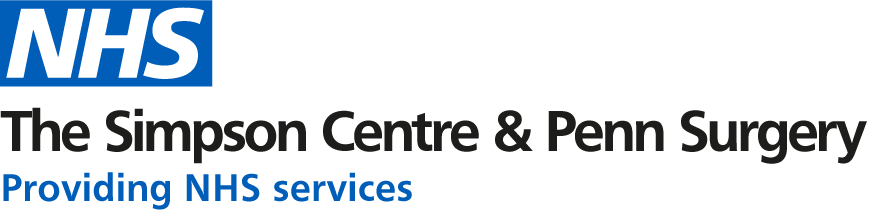 NHS
The Simpson Centre & Penn Surgery
Providing NHS services